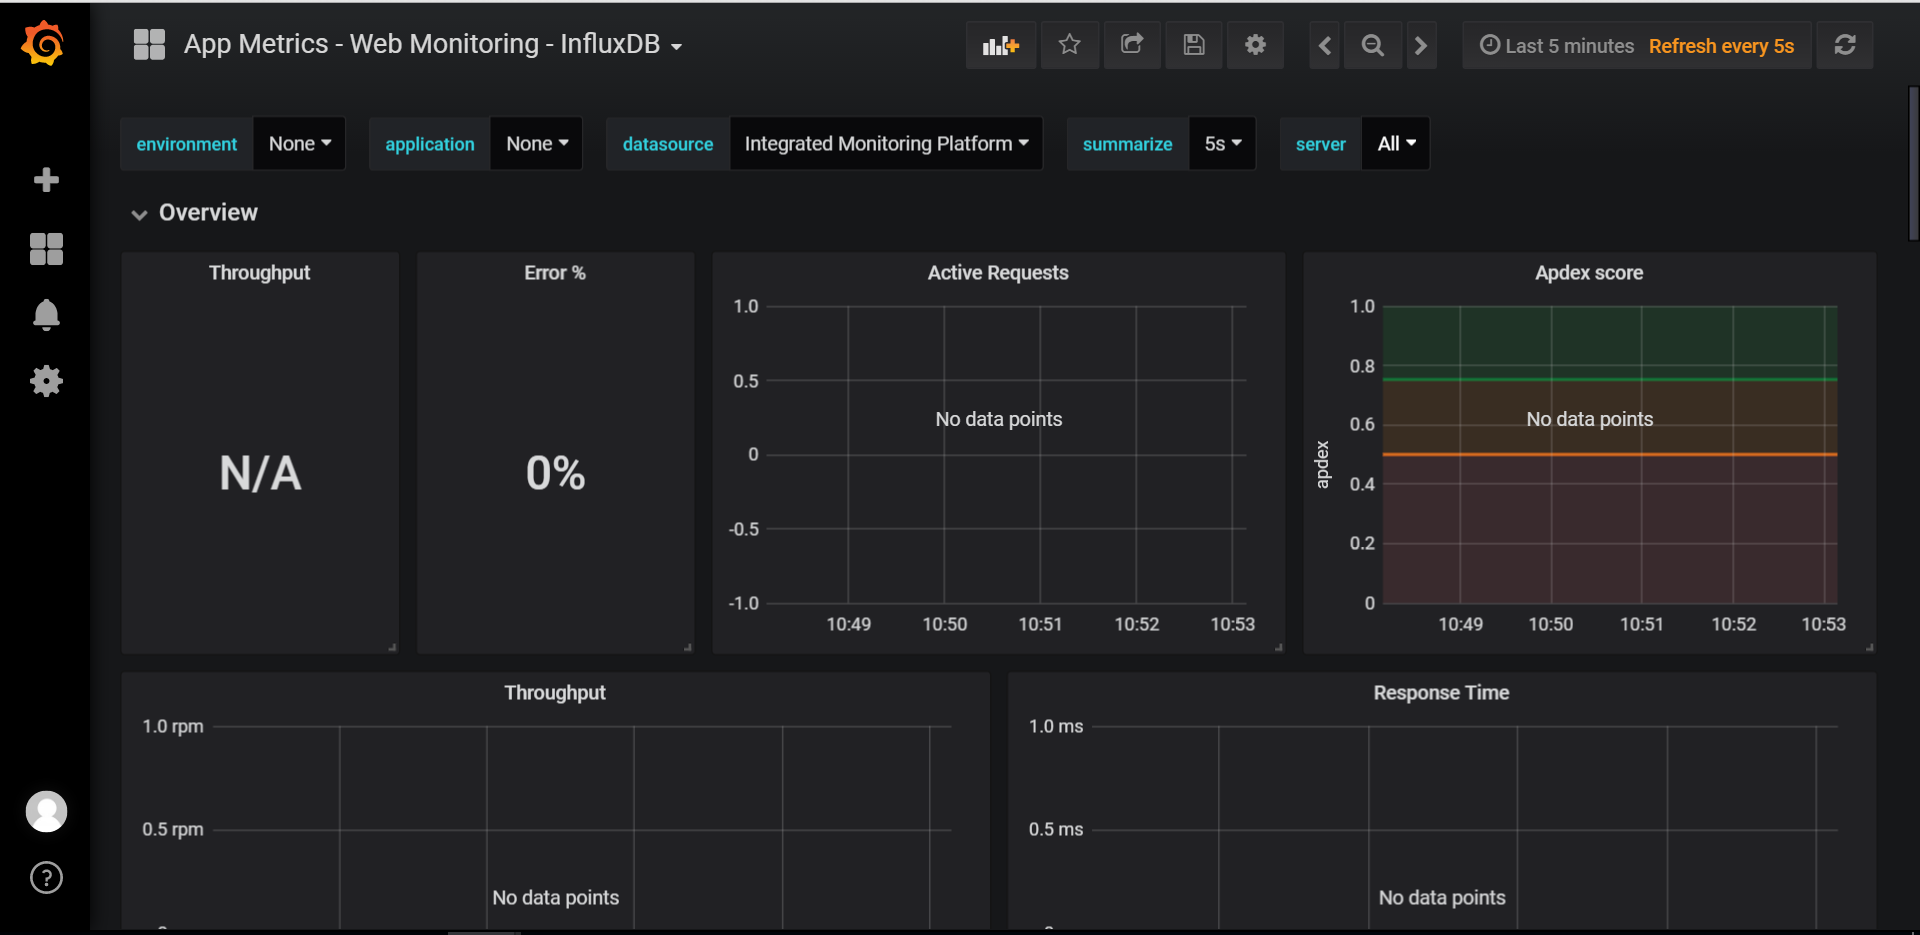 App Metrics - Web Monitoring - InfluxDB
Last 5 minutes Refresh every 5s
environment None application None datasource Integrated Monitoring Platform summarize 5s server All
Overview
Throughput
N/A
Error %
0%
Active Requests
1.0
0.5
No data points
0
-0.5
-1.0
10:49 10:50 10:51 10:52 10:53
Apdex score
1.0
0.8
No data points
0.6
apdex
0.4
0.2
0
10:49 10:50 10:51 10:52 10:53
Throughput
1.0 rpm
0.5 rpm
No data points
Response Time
1.0 ms
0.5 ms
No data points
?